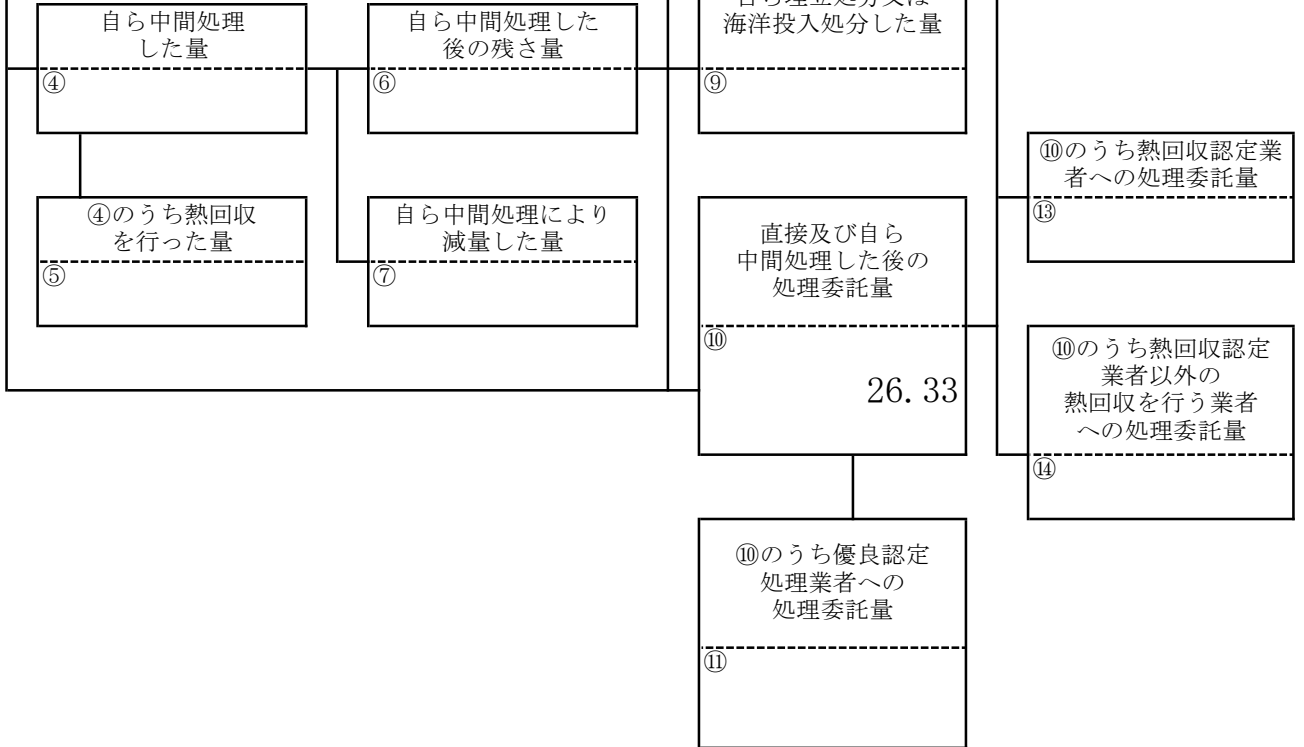 自ら中間処理
した量
④
自ら中間処理した
後の残さ量
⑥
海洋投入処分した量
⑨
④のうち熱回収
を行った量
⑤
自ら中間処理により
減量した量
⑦
直接及び自ら
中間処理した後の
処理委託量
⑩
26.33
⑩のうち優良認定
処理業者への
処理委託量
⑪
⑩のうち熱回収認定業
者への処理委託量
⑬
⑩のうち熱回収認定
業者以外の
熱回収を行う業者
への処理委託量
⑭